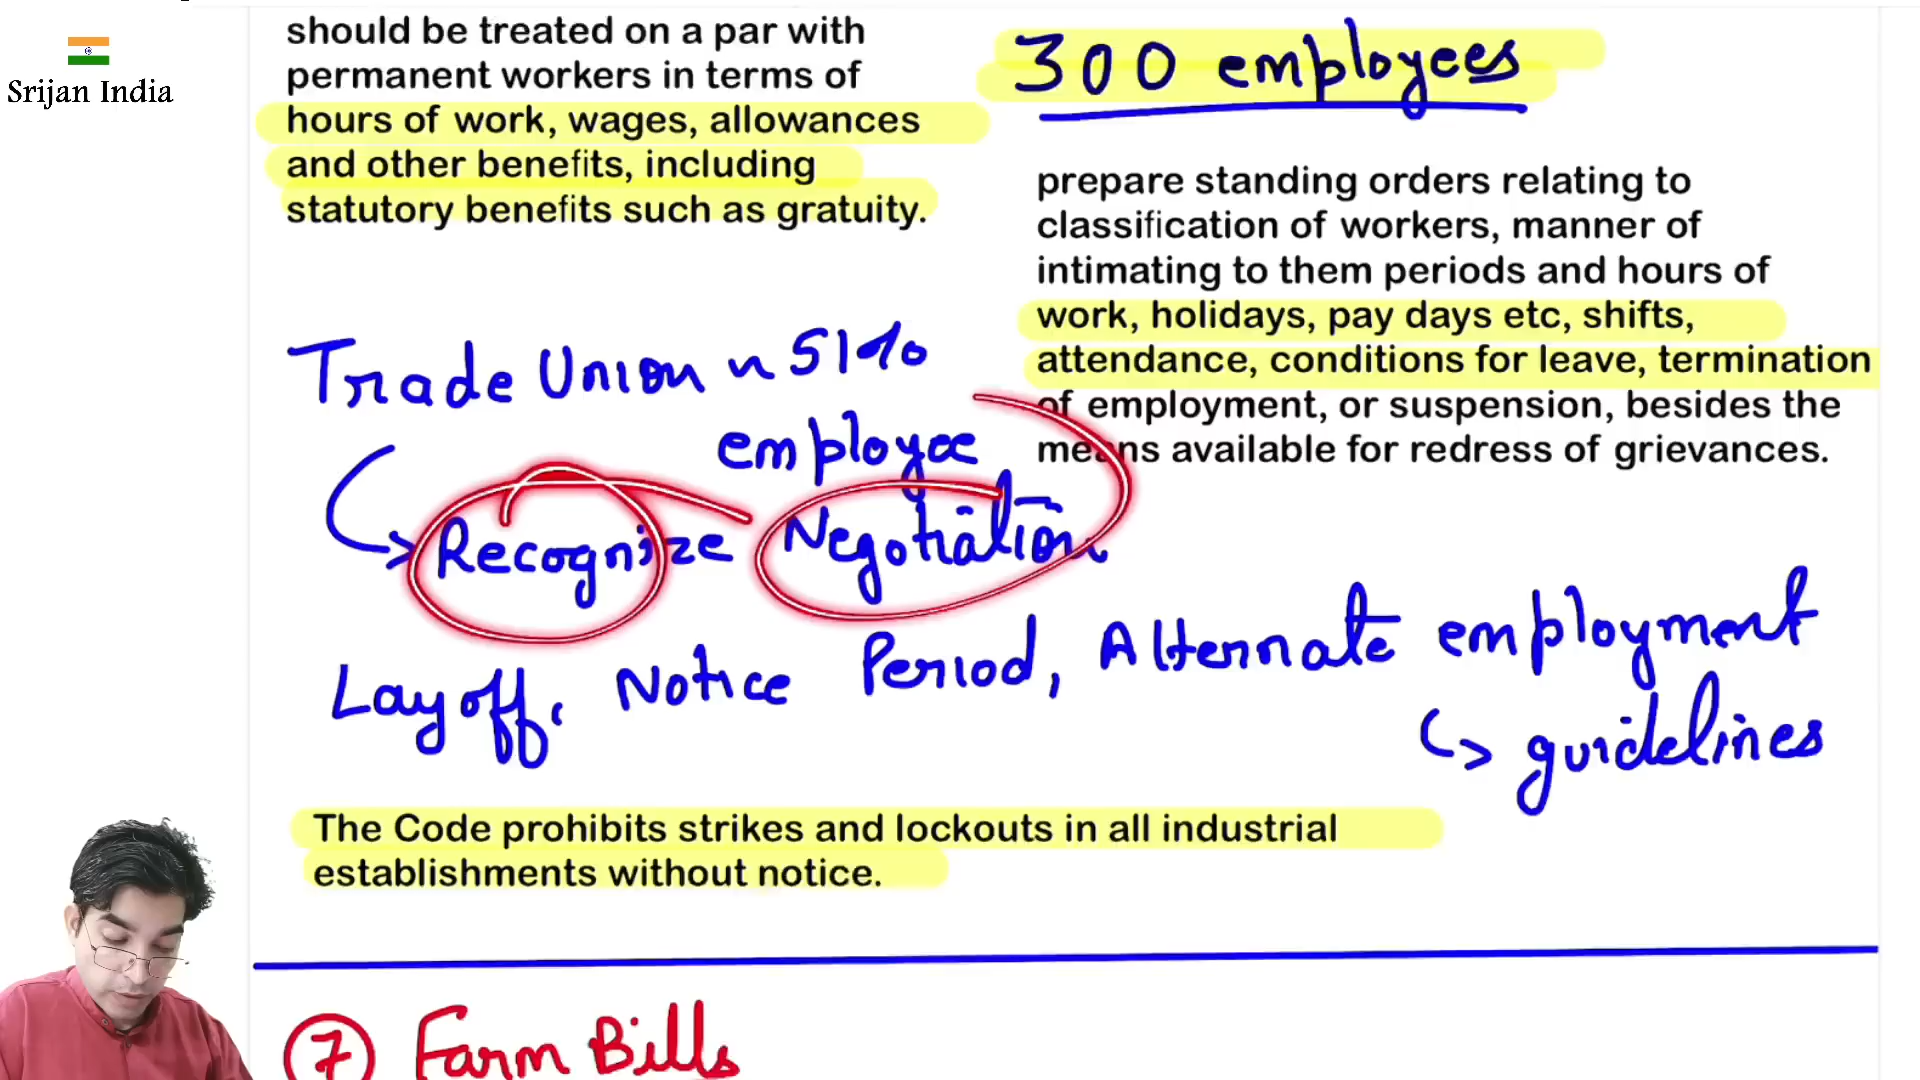 Srijan India
should be treated on a par with
permanent workers in terms of
hours of work, wages, allowances
and other benefits, including
statutory benefits such as gratuity.
300 employees
prepare standing orders relating to
classification of workers, manner of
intimating to them periods and hours of
work, holidays, pay days etc, shifts,
attendance, conditions for leave, termination
of employment, or suspension, besides the
means available for redress of grievances.
Trade Union 51%
employee
Recognize Negotiation
Layoff, Notice Period, Alternate employment
guidelines
The Code prohibits strikes and lockouts in all industrial
establishments without notice.
7 Farm Bills